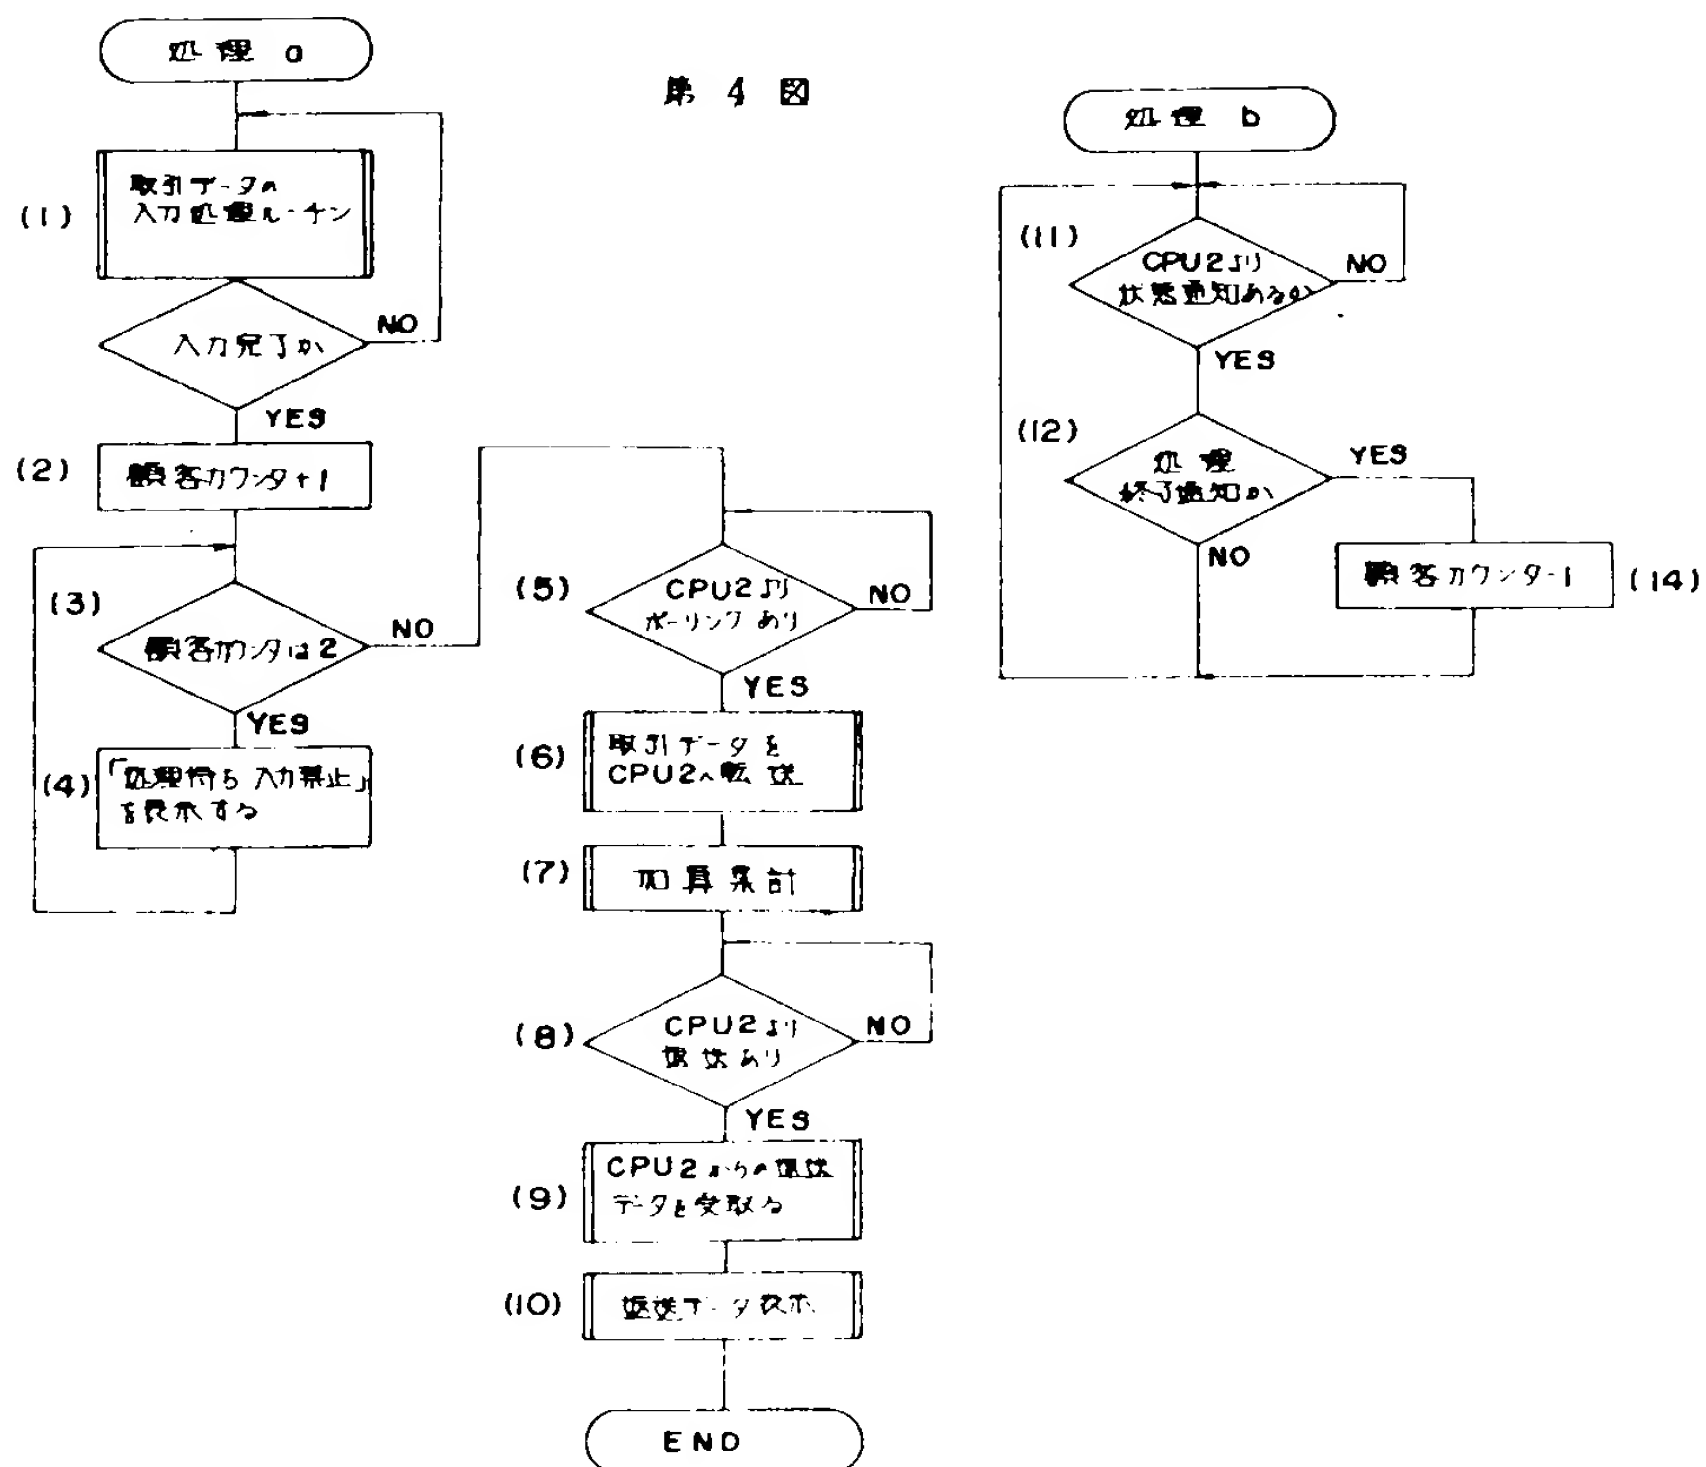 第 4 図
処理 a
(1)
取引データの
入力処理ルーチン
入力完了か
NO
YES
(2)
顧客カウンタ+1
(3)
顧客カウンタは2
NO
YES
(4)
「処理待ち 入力禁止」
を表示する
(5)
CPU2より
ポーリングあり
NO
YES
(6)
取引データを
CPU2へ転送
(7)
加算累計
(8)
CPU2より
返送あり
NO
YES
(9)
CPU2からの返送
データを受取る
(10)
返送データ表示
END
処理 b
(11)
CPU2より
状態通知あるか
NO
YES
(12)
処理
終了通知か
YES
NO
顧客カウンタ-1
(14)